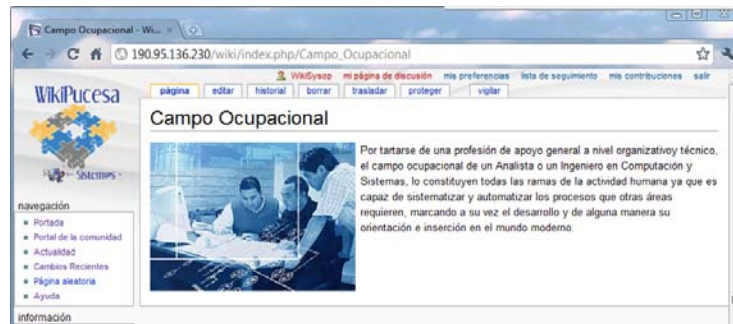 Campo Ocupacional - Wi...
190.95.136.230/wiki/index.php/Campo_Ocupacional
WikiSysop mi página de discusión mis preferencias lista de seguimiento mis contribuciones salir
WikiPucesa
página editar historial borrar trasladar proteger vigilar
Campo Ocupacional
Por tartarse de una profesión de apoyo general a nivel organizativoy técnico,
el campo ocupacional de un Analista o un Ingeniero en Computación y
Sistemas, lo constituyen todas las ramas de la actividad humana ya que es
capaz de sistematizar y automatizar los procesos que otras áreas
requieren, marcando a su vez el desarrollo y de alguna manera su
orientación e inserción en el mundo moderno.
Sistemas
navegación
Portada
Portal de la comunidad
Actualidad
Cambios Recientes
Página aleatoria
Ayuda
información